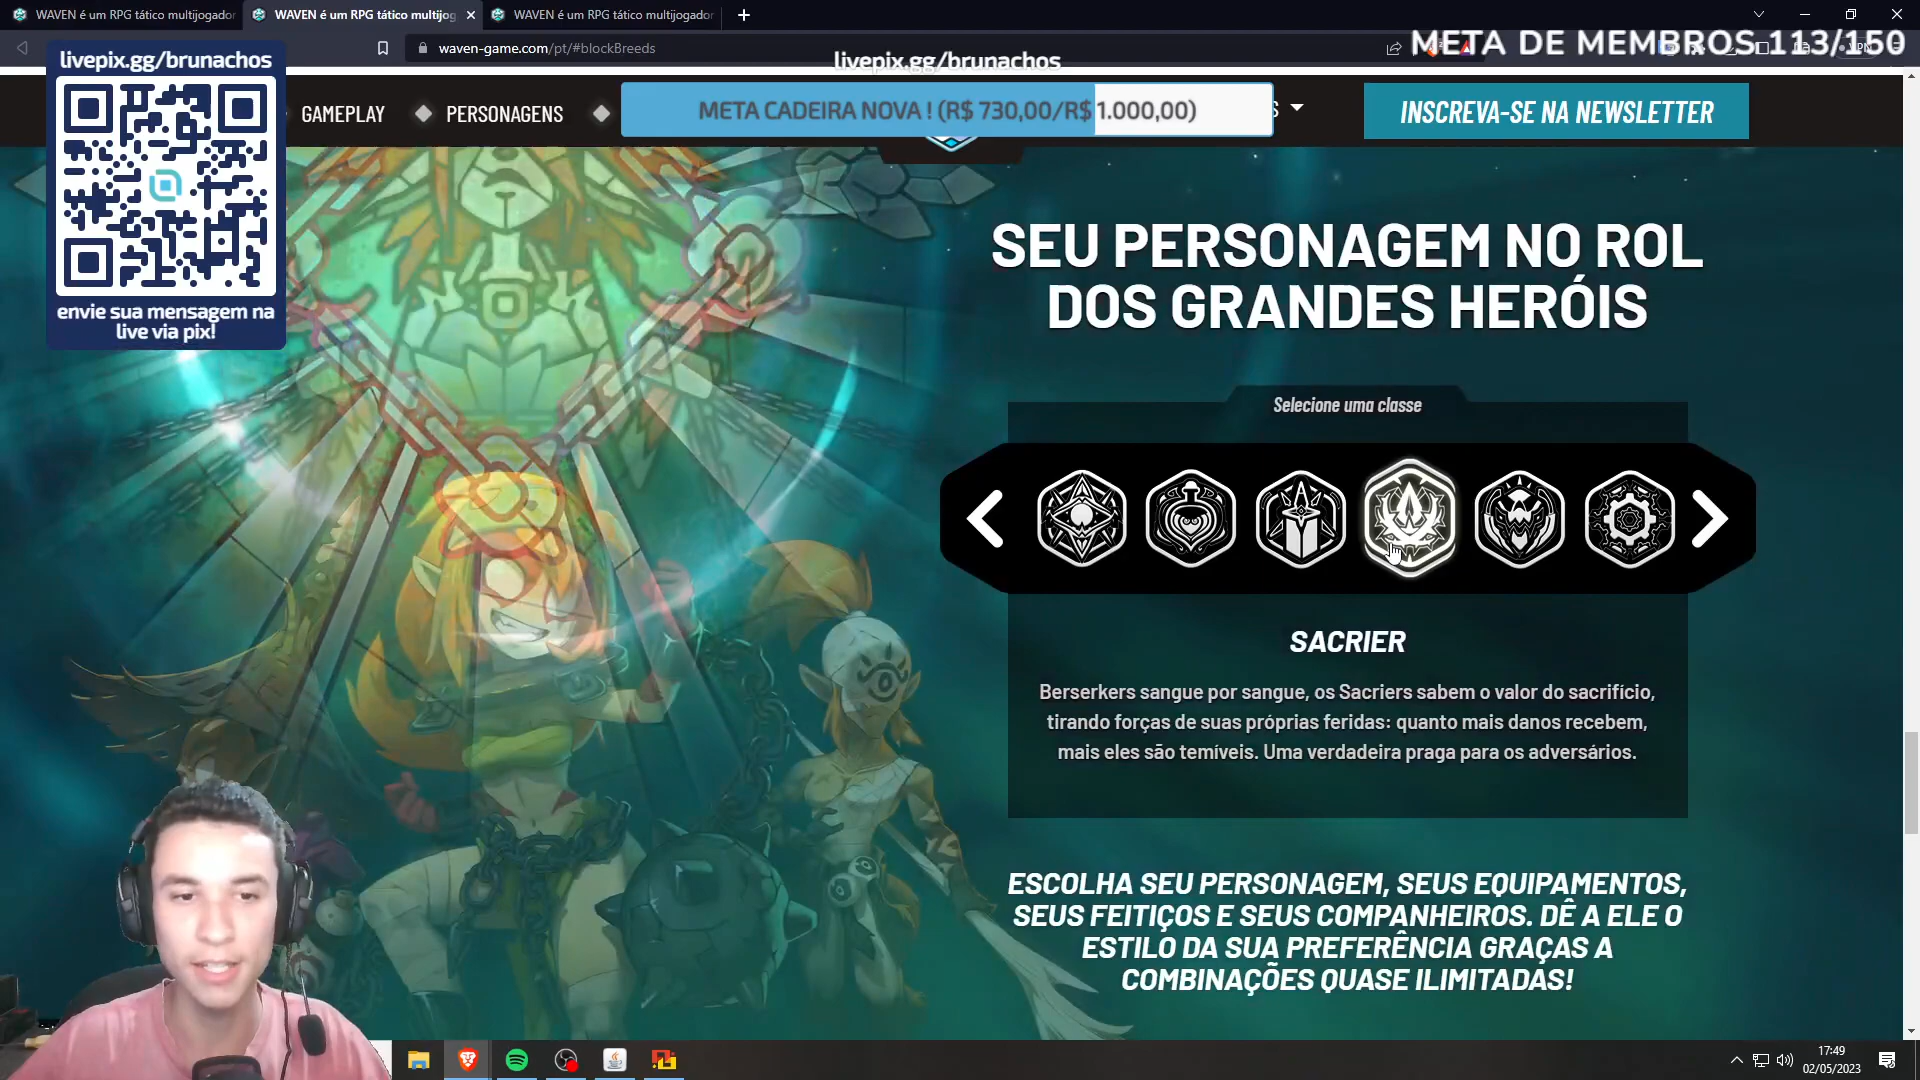 WAVEN é um RPG tático multijogador
WAVEN é um RPG tático multijog
WAVEN é um RPG tático multijogador
waven-game.com/pt/#blockBreeds
META DE MEMBROS 113/150
VPN
livepix.gg/brunachos
livepix.gg/brunachos
GAMEPLAY
PERSONAGENS
META CADEIRA NOVA ! (R$ 730,00/R$ 1.000,00)
S
INSCREVA-SE NA NEWSLETTER
envie sua mensagem na
live via pix!
SEU PERSONAGEM NO ROL
DOS GRANDES HERÓIS
Selecione uma classe
SACRIER
Berserkers sangue por sangue, os Sacriers sabem o valor do sacrifício,
tirando forças de suas próprias feridas: quanto mais danos recebem,
mais eles são temíveis. Uma verdadeira praga para os adversários.
ESCOLHA SEU PERSONAGEM, SEUS EQUIPAMENTOS,
SEUS FEITIÇOS E SEUS COMPANHEIROS. DÊ A ELE O
ESTILO DA SUA PREFERÊNCIA GRAÇAS A
COMBINAÇÕES QUASE ILIMITADAS!
17:49
02/05/2023